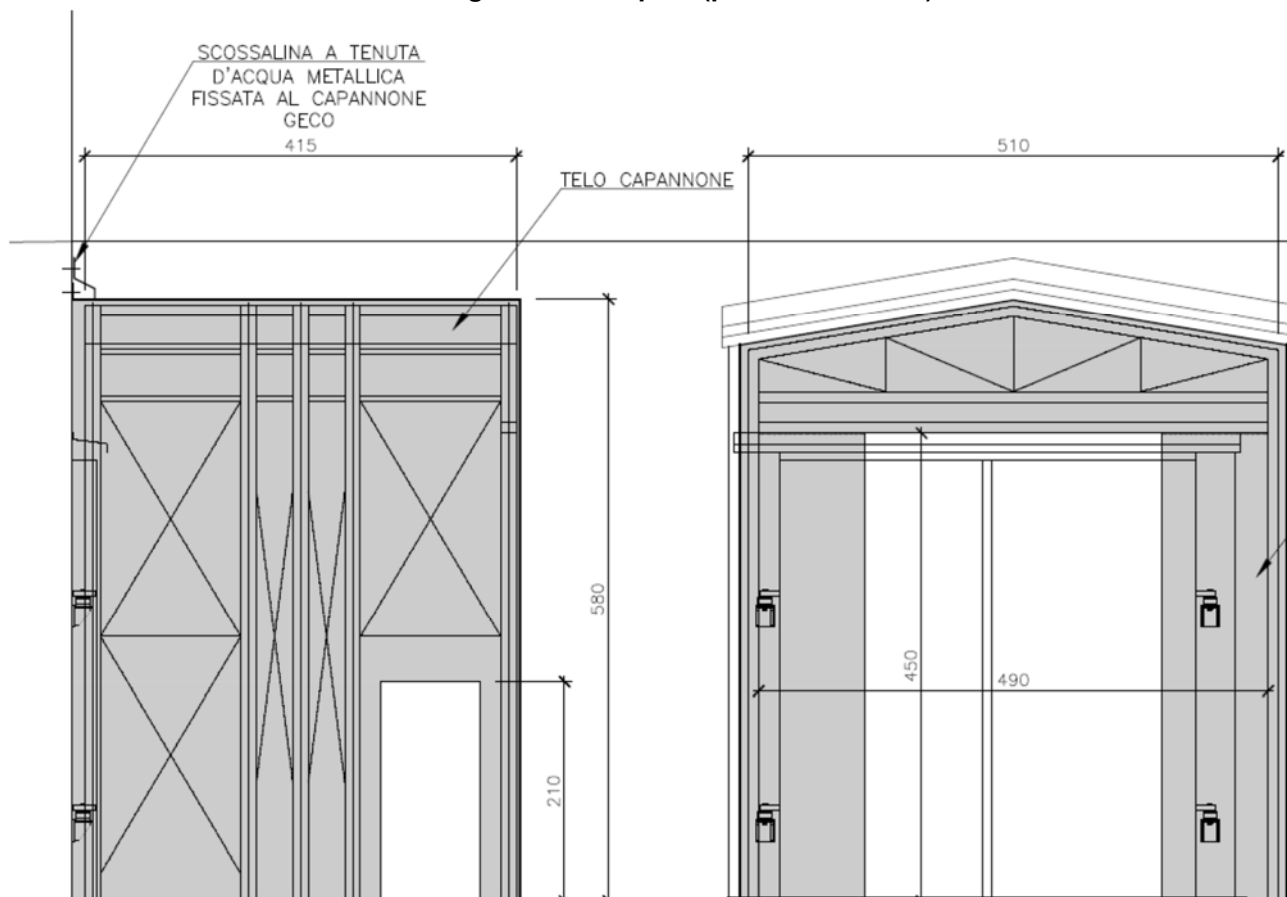 SCOSSALINA A TENUTA
D'ACQUA METALLICA
FISSATA AL CAPANNONE
GECO
415
510
TELO CAPANNONE
580
450
490
210